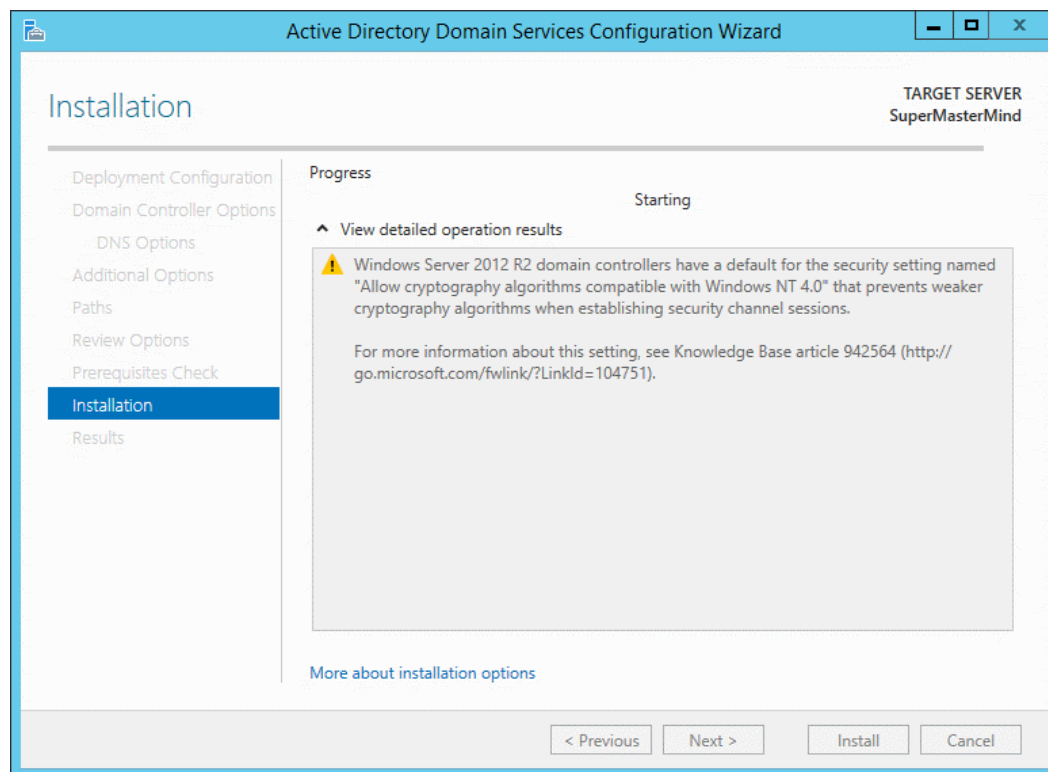 Active Directory Domain Services Configuration Wizard
Installation
TARGET SERVER
SuperMasterMind
Deployment Configuration
Domain Controller Options
DNS Options
Additional Options
Paths
Review Options
Prerequisites Check
Installation
Results
Progress
Starting
View detailed operation results
Windows Server 2012 R2 domain controllers have a default for the security setting named
"Allow cryptography algorithms compatible with Windows NT 4.0" that prevents weaker
cryptography algorithms when establishing security channel sessions.
For more information about this setting, see Knowledge Base article 942564 (http://
go.microsoft.com/fwlink/?LinkId=104751).
More about installation options
< Previous
Next >
Install
Cancel